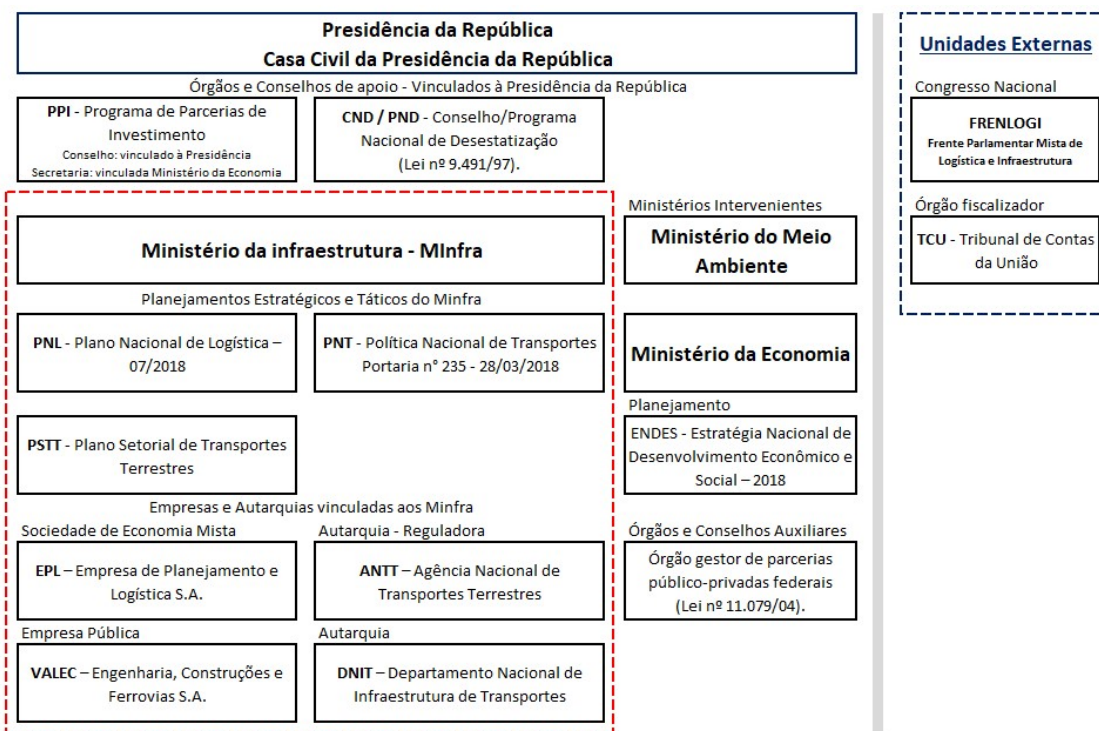 Presidência da República
Casa Civil da Presidência da República
Órgãos e Conselhos de apoio - Vinculados à Presidência da República
PPI - Programa de Parcerias de
Investimento
Conselho: vinculado à Presidência
Secretaria: vinculada Ministério da Economia
CND / PND - Conselho/Programa
Nacional de Desestatização
(Lei nº 9.491/97).
Ministério da infraestrutura - MInfra
Planejamentos Estratégicos e Táticos do Minfra
PNL - Plano Nacional de Logística –
07/2018
PNT - Política Nacional de Transportes
Portaria n° 235 - 28/03/2018
PSTT - Plano Setorial de Transportes
Terrestres
Empresas e Autarquias vinculadas aos Minfra
Sociedade de Economia Mista
EPL – Empresa de Planejamento e
Logística S.A.
Autarquia - Reguladora
ANTT – Agência Nacional de
Transportes Terrestres
Empresa Pública
VALEC – Engenharia, Construções e
Ferrovias S.A.
Autarquia
DNIT – Departamento Nacional de
Infraestrutura de Transportes
Ministérios Intervenientes
Ministério do Meio
Ambiente
Ministério da Economia
Planejamento
ENDES - Estratégia Nacional de
Desenvolvimento Econômico e
Social – 2018
Órgãos e Conselhos Auxiliares
Órgão gestor de parcerias
público-privadas federais
(Lei nº 11.079/04).
Unidades Externas
Congresso Nacional
FRENLOGI
Frente Parlamentar Mista de
Logística e Infraestrutura
Órgão fiscalizador
TCU - Tribunal de Contas
da União